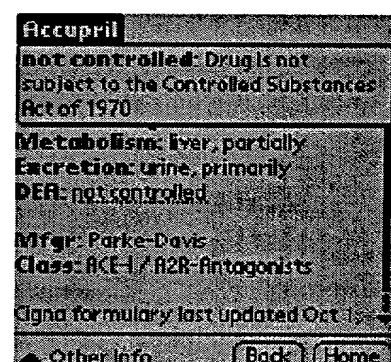 Accupril
not controlled: Drug is not
subject to the Controlled Substances
Act of 1970
Metabolism: liver, partially
Excretion: urine, primarily
DEA: not controlled
Mfgr: Parke-Davis
Class: ACE-I / A2R-Antagonists
Cigna formulary last updated Oct
Other Info Back Home